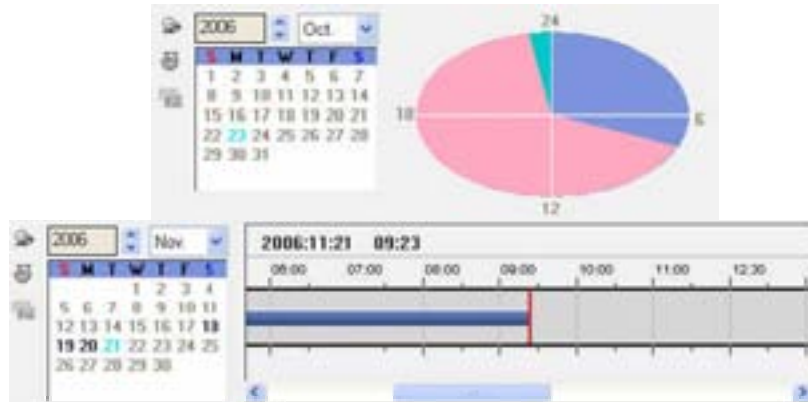 2006 Oct.
S M T W T F S
1 2 3 4 5 6 7
8 9 10 11 12 13 14
15 16 17 18 19 20 21
22 23 24 25 26 27 28
29 30 31
24
18
6
12
2006 Nov.
S M T W T F S
1 2 3 4
5 6 7 8 9 10 11
12 13 14 15 16 17 18
19 20 21 22 23 24 25
26 27 28 29 30
2006:11:21 09:23
06:00 07:00 08:00 09:00 10:00 11:00 12:30